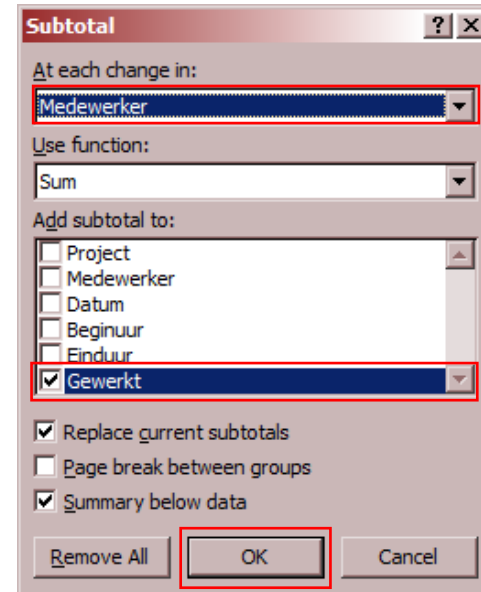 Subtotal
At each change in:
Medewerker
Use function:
Sum
Add subtotal to:
Project
Medewerker
Datum
Beginuur
Einduur
Gewerkt
Replace current subtotals
Page break between groups
Summary below data
Remove All OK Cancel